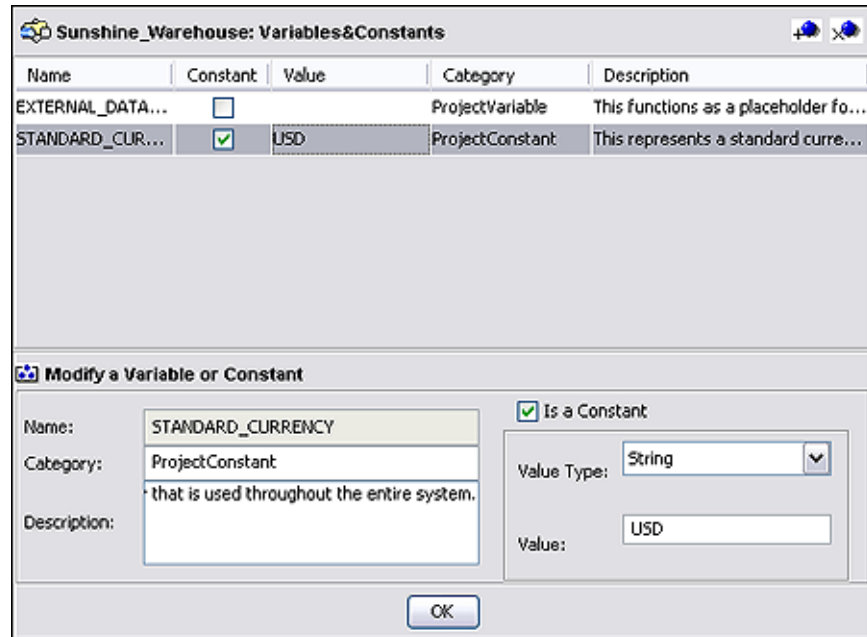 Sunshine_Warehouse: Variables&Constants
Name Constant Value Category Description
EXTERNAL_DATA... ProjectVariable This functions as a placeholder fo...
STANDARD_CUR... USD ProjectConstant This represents a standard curre...
Modify a Variable or Constant
Is a Constant
Name: STANDARD_CURRENCY
Category: ProjectConstant
Value Type: String
Description: that is used throughout the entire system.
Value: USD
OK